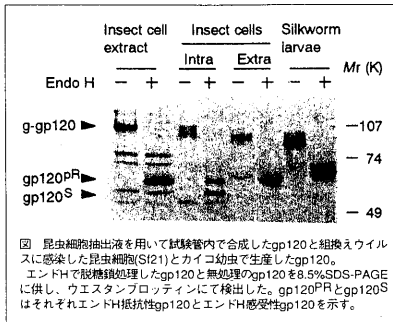 Insect cell extract
Insect cells
Silkworm larvae
Intra
Extra
Endo H
− + − + − + − +
Mr (K)
g-gp120
−107
−74
gp120PR
gp120S
−49
図 昆虫細胞抽出液を用いて試験管内で合成したgp120と組換えウイル
スに感染した昆虫細胞(Sf21)とカイコ幼虫で生産したgp120。
エンドHで脱糖鎖処理したgp120と無処理のgp120を8.5%SDS-PAGE
に供し、ウエスタンブロッティンにて検出した。gp120PRとgp120S
はそれぞれエンドH抵抗性gp120とエンドH感受性gp120を示す。